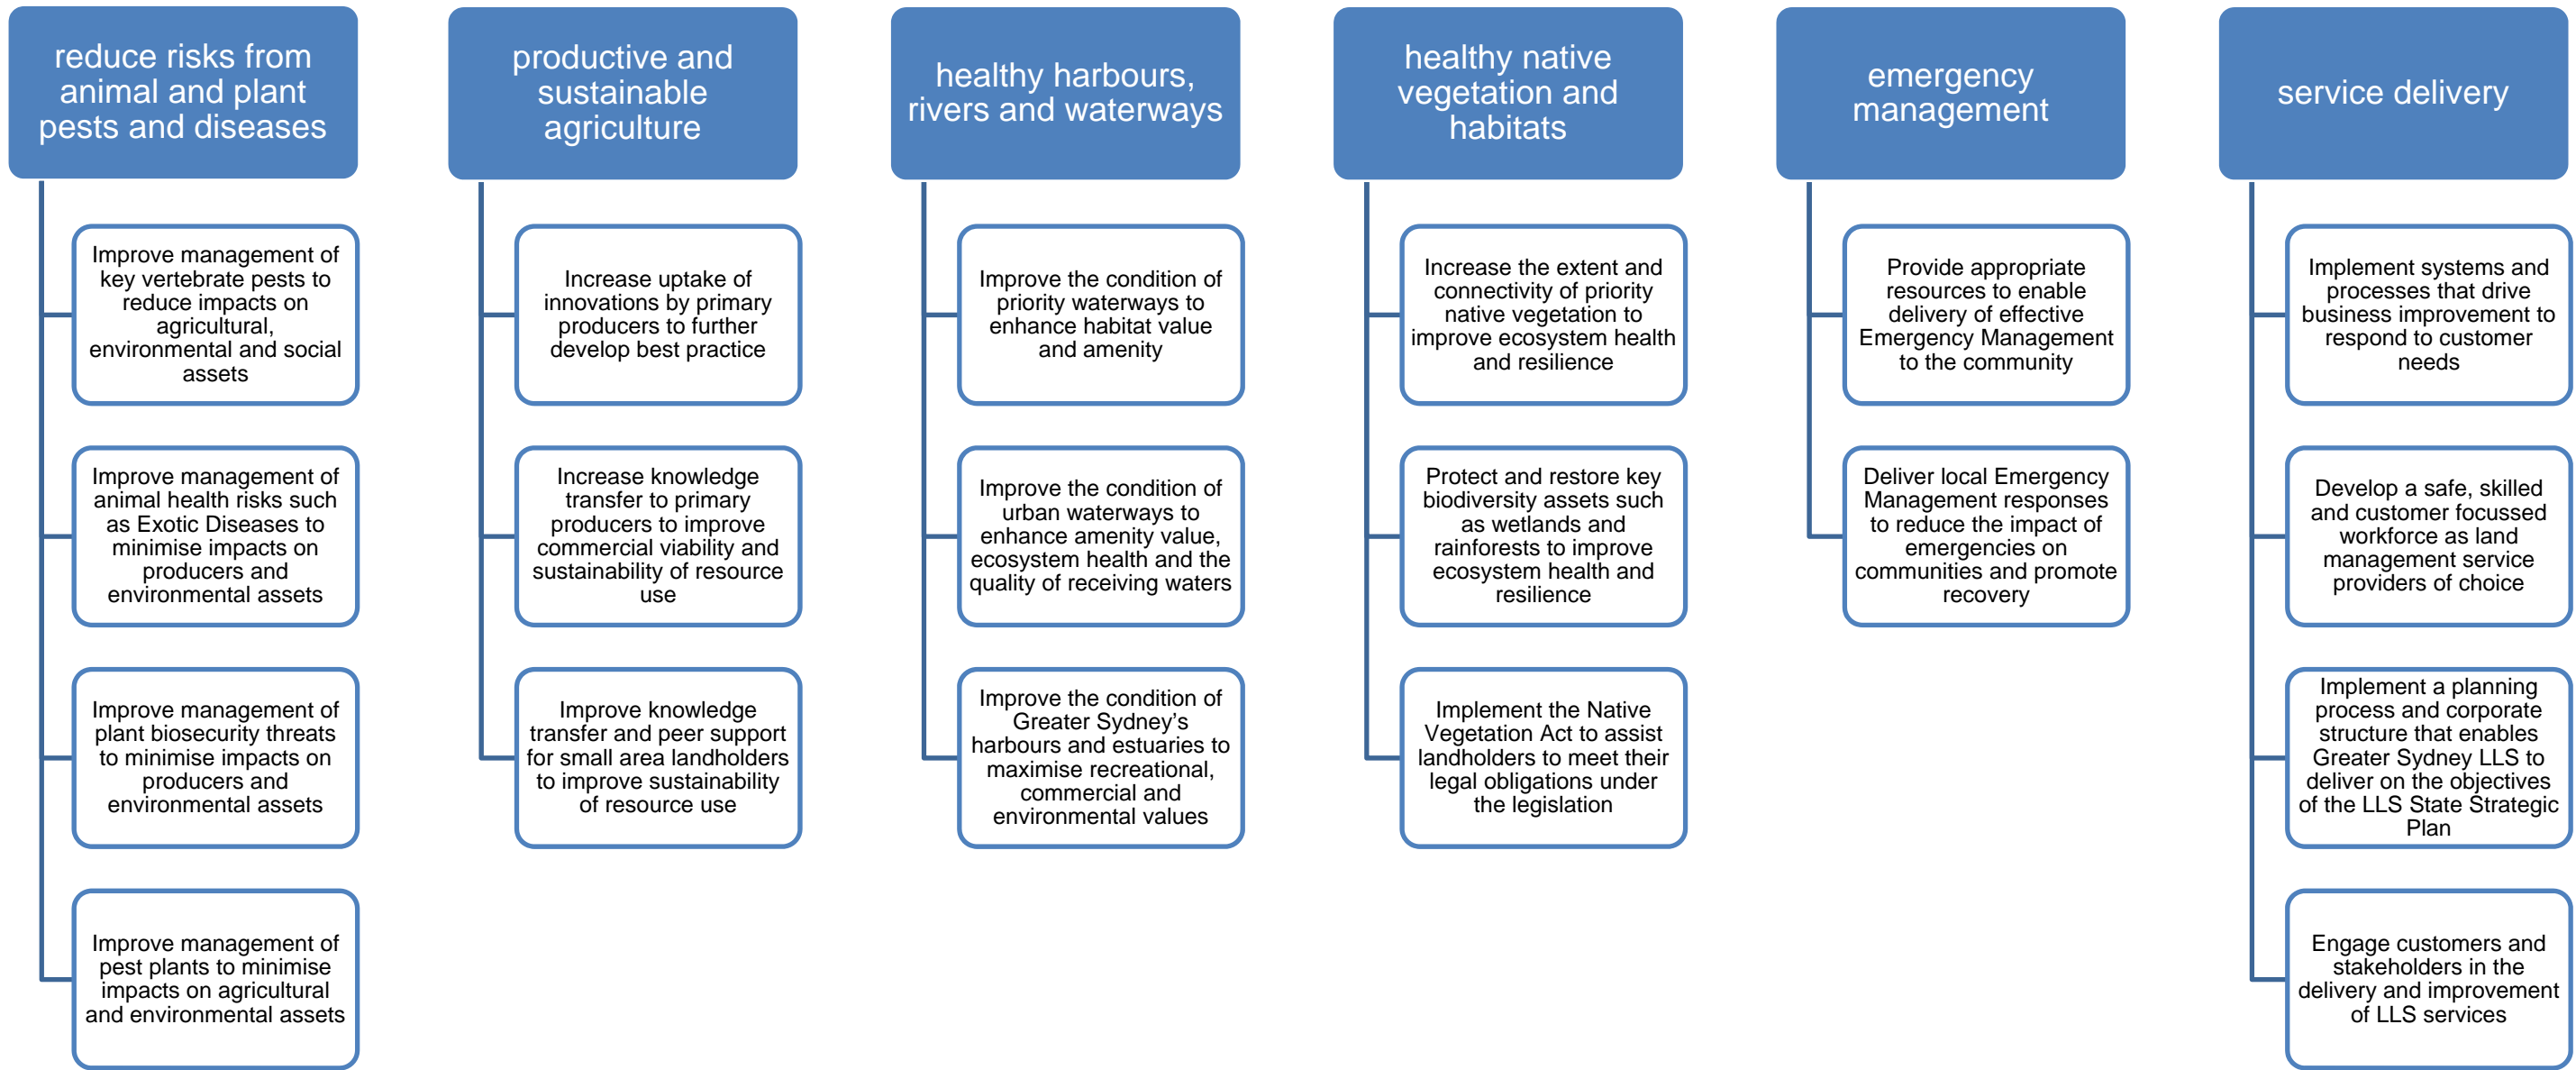 reduce risks from
animal and plant
pests and diseases
Improve management of
key vertebrate pests to
reduce impacts on
agricultural,
environmental and social
assets
Improve management of
animal health risks such
as Exotic Diseases to
minimise impacts on
producers and
environmental assets
Improve management of
plant biosecurity threats
to minimise impacts on
producers and
environmental assets
Improve management of
pest plants to minimise
impacts on agricultural
and environmental assets
productive and
sustainable
agriculture
Increase uptake of
innovations by primary
producers to further
develop best practice
Increase knowledge
transfer to primary
producers to improve
commercial viability and
sustainability of resource
use
Improve knowledge
transfer and peer support
for small area landholders
to improve sustainability
of resource use
healthy harbours,
rivers and waterways
Improve the condition of
priority waterways to
enhance habitat value
and amenity
Improve the condition of
urban waterways to
enhance amenity value,
ecosystem health and the
quality of receiving waters
Improve the condition of
Greater Sydney’s
harbours and estuaries to
maximise recreational,
commercial and
environmental values
healthy native
vegetation and
habitats
Increase the extent and
connectivity of priority
native vegetation to
improve ecosystem health
and resilience
Protect and restore key
biodiversity assets such
as wetlands and
rainforests to improve
ecosystem health and
resilience
Implement the Native
Vegetation Act to assist
landholders to meet their
legal obligations under
the legislation
emergency
management
Provide appropriate
resources to enable
delivery of effective
Emergency Management
to the community
Deliver local Emergency
Management responses
to reduce the impact of
emergencies on
communities and promote
recovery
service delivery
Implement systems and
processes that drive
business improvement to
respond to customer
needs
Develop a safe, skilled
and customer focussed
workforce as land
management service
providers of choice
Implement a planning
process and corporate
structure that enables
Greater Sydney LLS to
deliver on the objectives
of the LLS State Strategic
Plan
Engage customers and
stakeholders in the
delivery and improvement
of LLS services